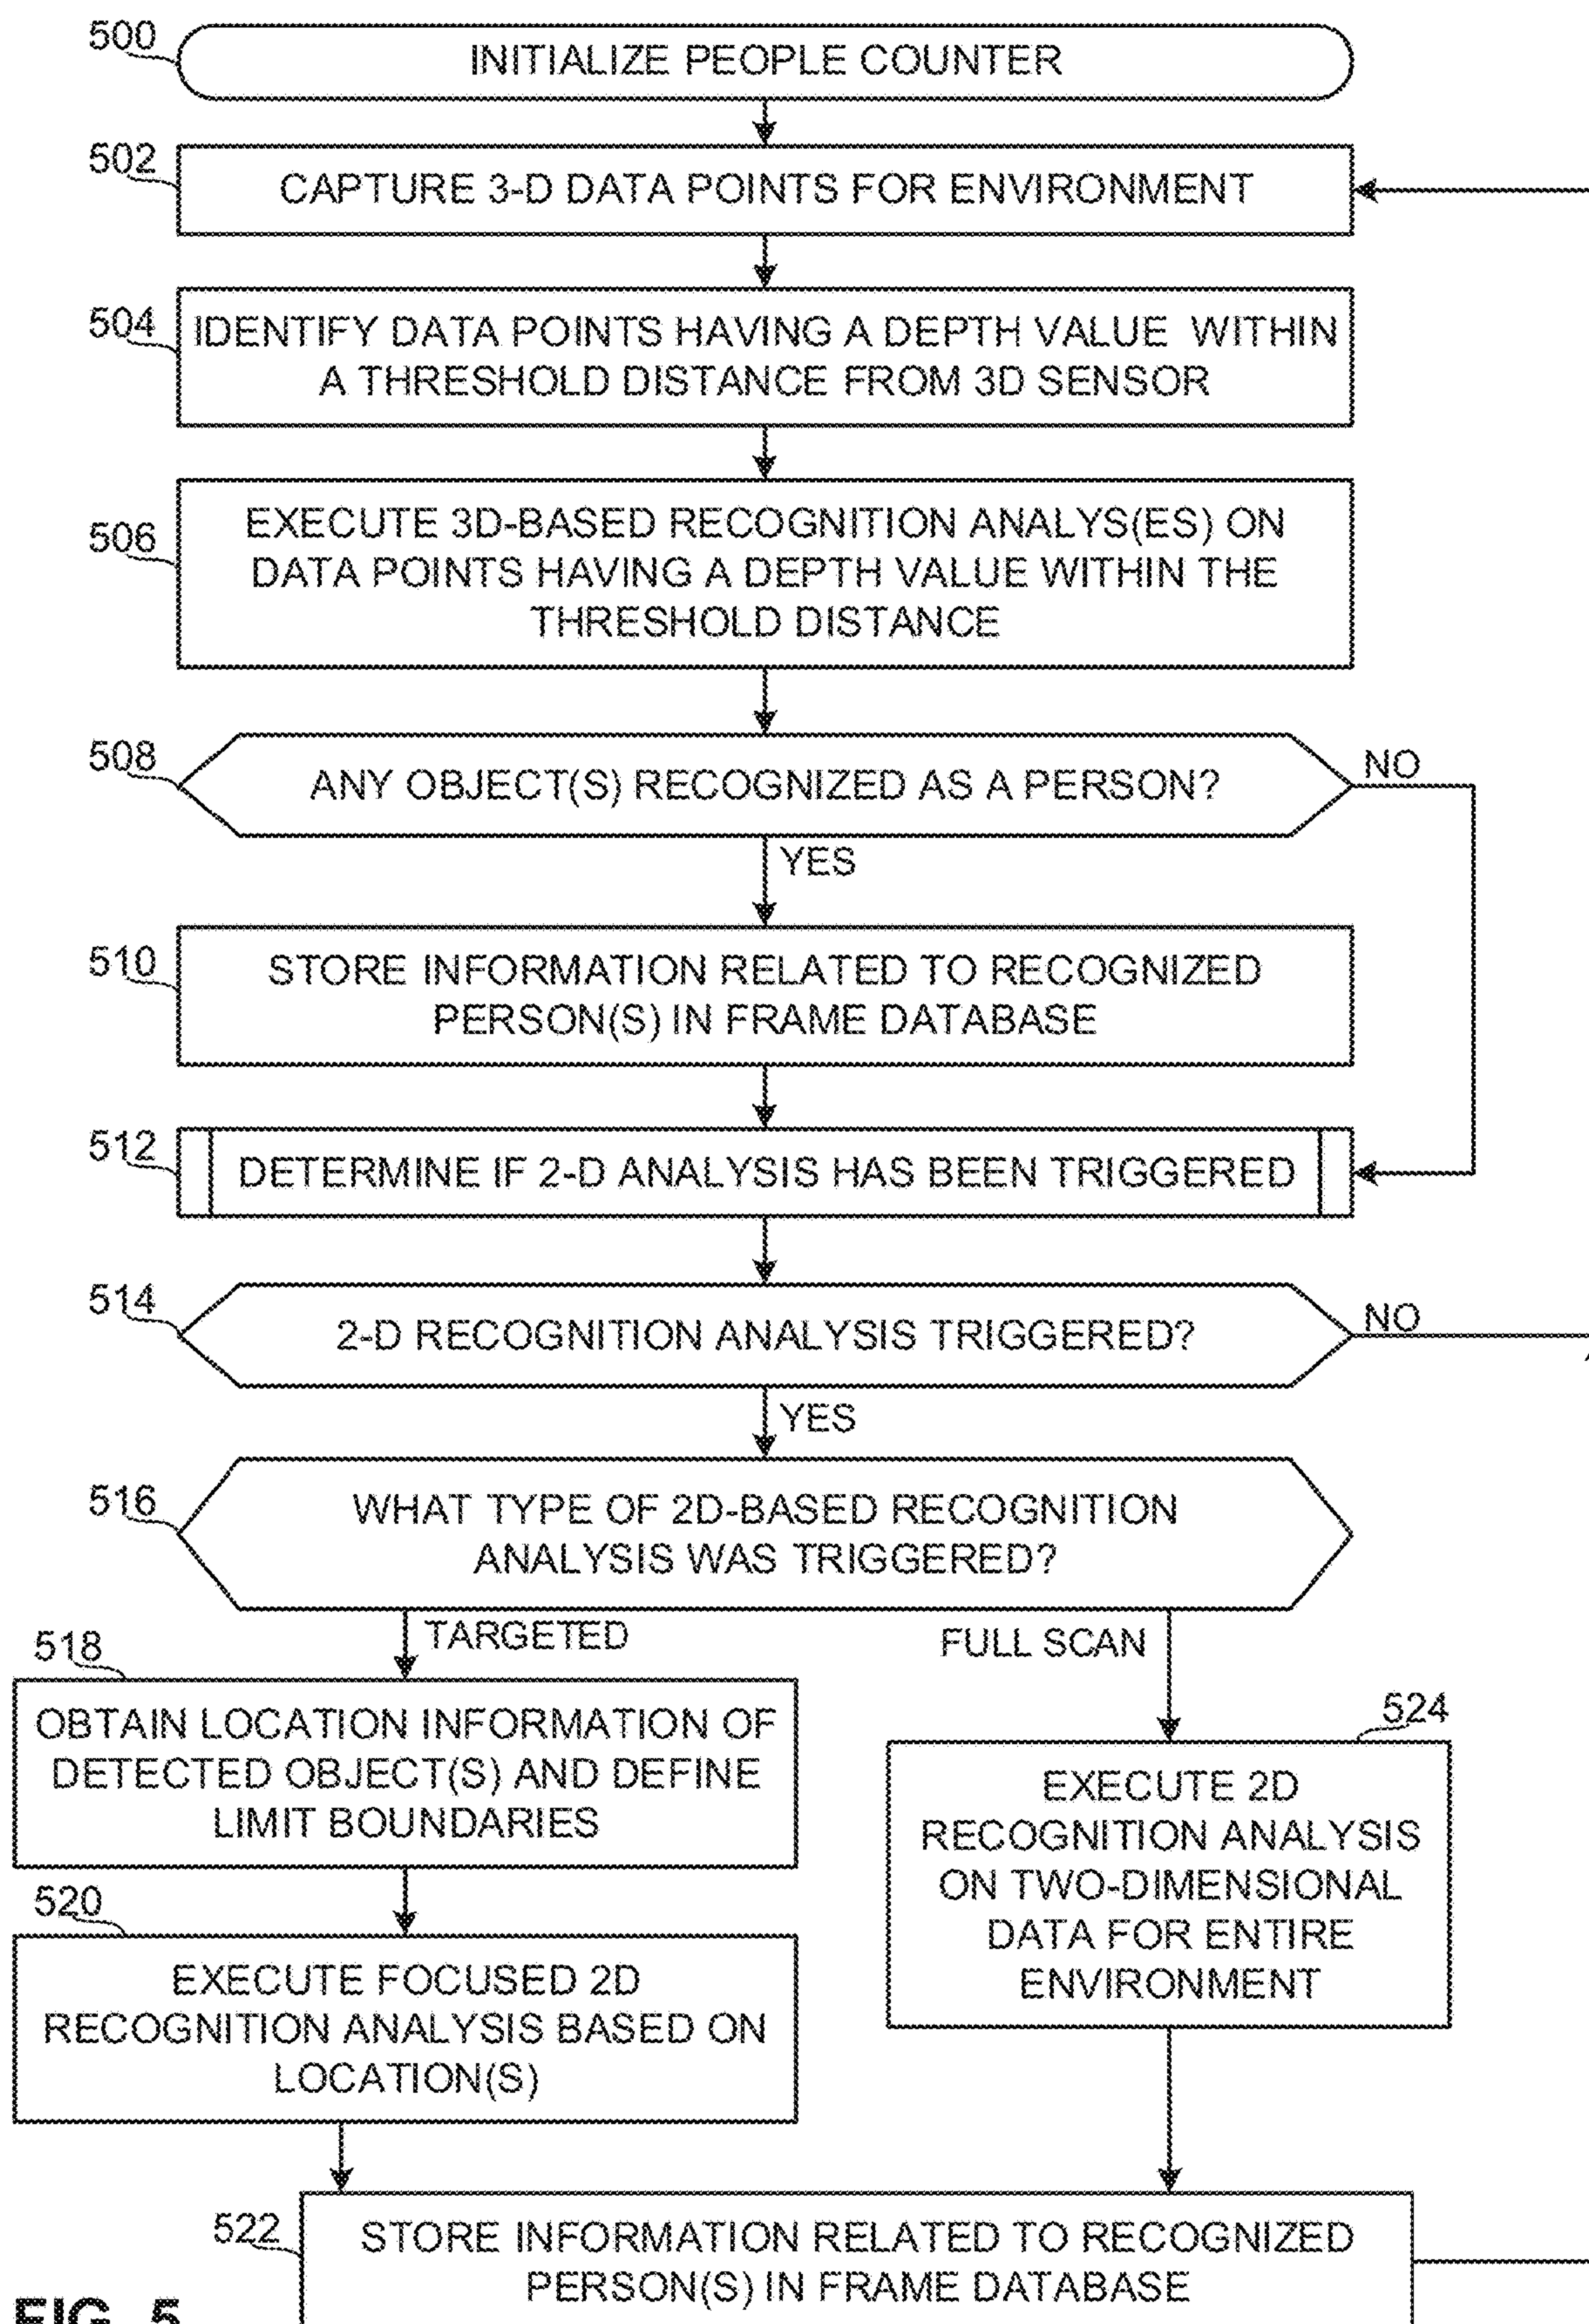 500
INITIALIZE PEOPLE COUNTER
502
CAPTURE 3-D DATA POINTS FOR ENVIRONMENT
504
IDENTIFY DATA POINTS HAVING A DEPTH VALUE WITHIN
A THRESHOLD DISTANCE FROM 3D SENSOR
506
EXECUTE 3D-BASED RECOGNITION ANALYS(ES) ON
DATA POINTS HAVING A DEPTH VALUE WITHIN THE
THRESHOLD DISTANCE
508
ANY OBJECT(S) RECOGNIZED AS A PERSON?
NO
YES
510
STORE INFORMATION RELATED TO RECOGNIZED
PERSON(S) IN FRAME DATABASE
512
DETERMINE IF 2-D ANALYSIS HAS BEEN TRIGGERED
514
2-D RECOGNITION ANALYSIS TRIGGERED?
NO
YES
516
WHAT TYPE OF 2D-BASED RECOGNITION
ANALYSIS WAS TRIGGERED?
TARGETED
FULL SCAN
518
OBTAIN LOCATION INFORMATION OF
DETECTED OBJECT(S) AND DEFINE
LIMIT BOUNDARIES
520
EXECUTE FOCUSED 2D
RECOGNITION ANALYSIS BASED ON
LOCATION(S)
524
EXECUTE 2D
RECOGNITION ANALYSIS
ON TWO-DIMENSIONAL
DATA FOR ENTIRE
ENVIRONMENT
522
STORE INFORMATION RELATED TO RECOGNIZED
PERSON(S) IN FRAME DATABASE
FIG. 5